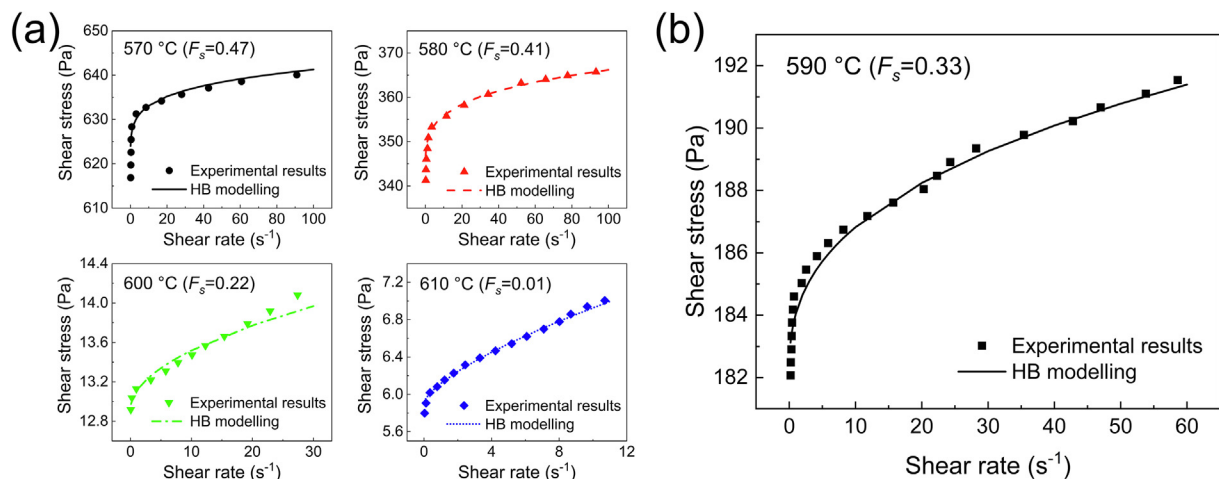 (a)
570 °C (Fs=0.47)
Shear stress (Pa)
650
640
630
620
610
Experimental results
HB modelling
0 20 40 60 80 100
Shear rate (s-1)
580 °C (Fs=0.41)
Shear stress (Pa)
370
360
350
340
Experimental results
HB modelling
0 20 40 60 80 100
Shear rate (s-1)
600 °C (Fs=0.22)
Shear stress (Pa)
14.4
14.0
13.6
13.2
12.8
Experimental results
HB modelling
0 10 20 30
Shear rate (s-1)
610 °C (Fs=0.01)
Shear stress (Pa)
7.2
6.8
6.4
6.0
5.6
Experimental results
HB modelling
0 2 4 6 8 10 12
Shear rate (s-1)
(b)
590 °C (Fs=0.33)
Shear stress (Pa)
192
190
188
186
184
182
Experimental results
HB modelling
0 10 20 30 40 50 60
Shear rate (s-1)